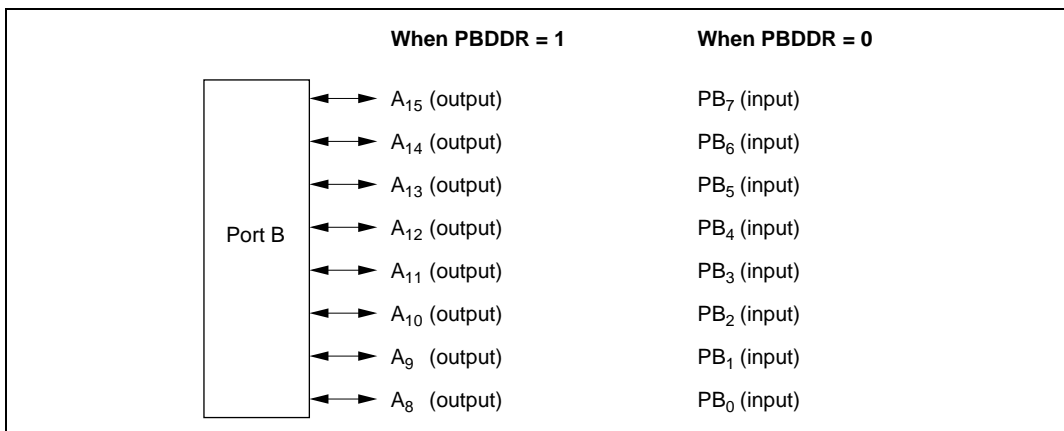 When PBDDR = 1 When PBDDR = 0
A15 (output) PB7 (input)
A14 (output) PB6 (input)
A13 (output) PB5 (input)
Port B A12 (output) PB4 (input)
A11 (output) PB3 (input)
A10 (output) PB2 (input)
A9 (output) PB1 (input)
A8 (output) PB0 (input)